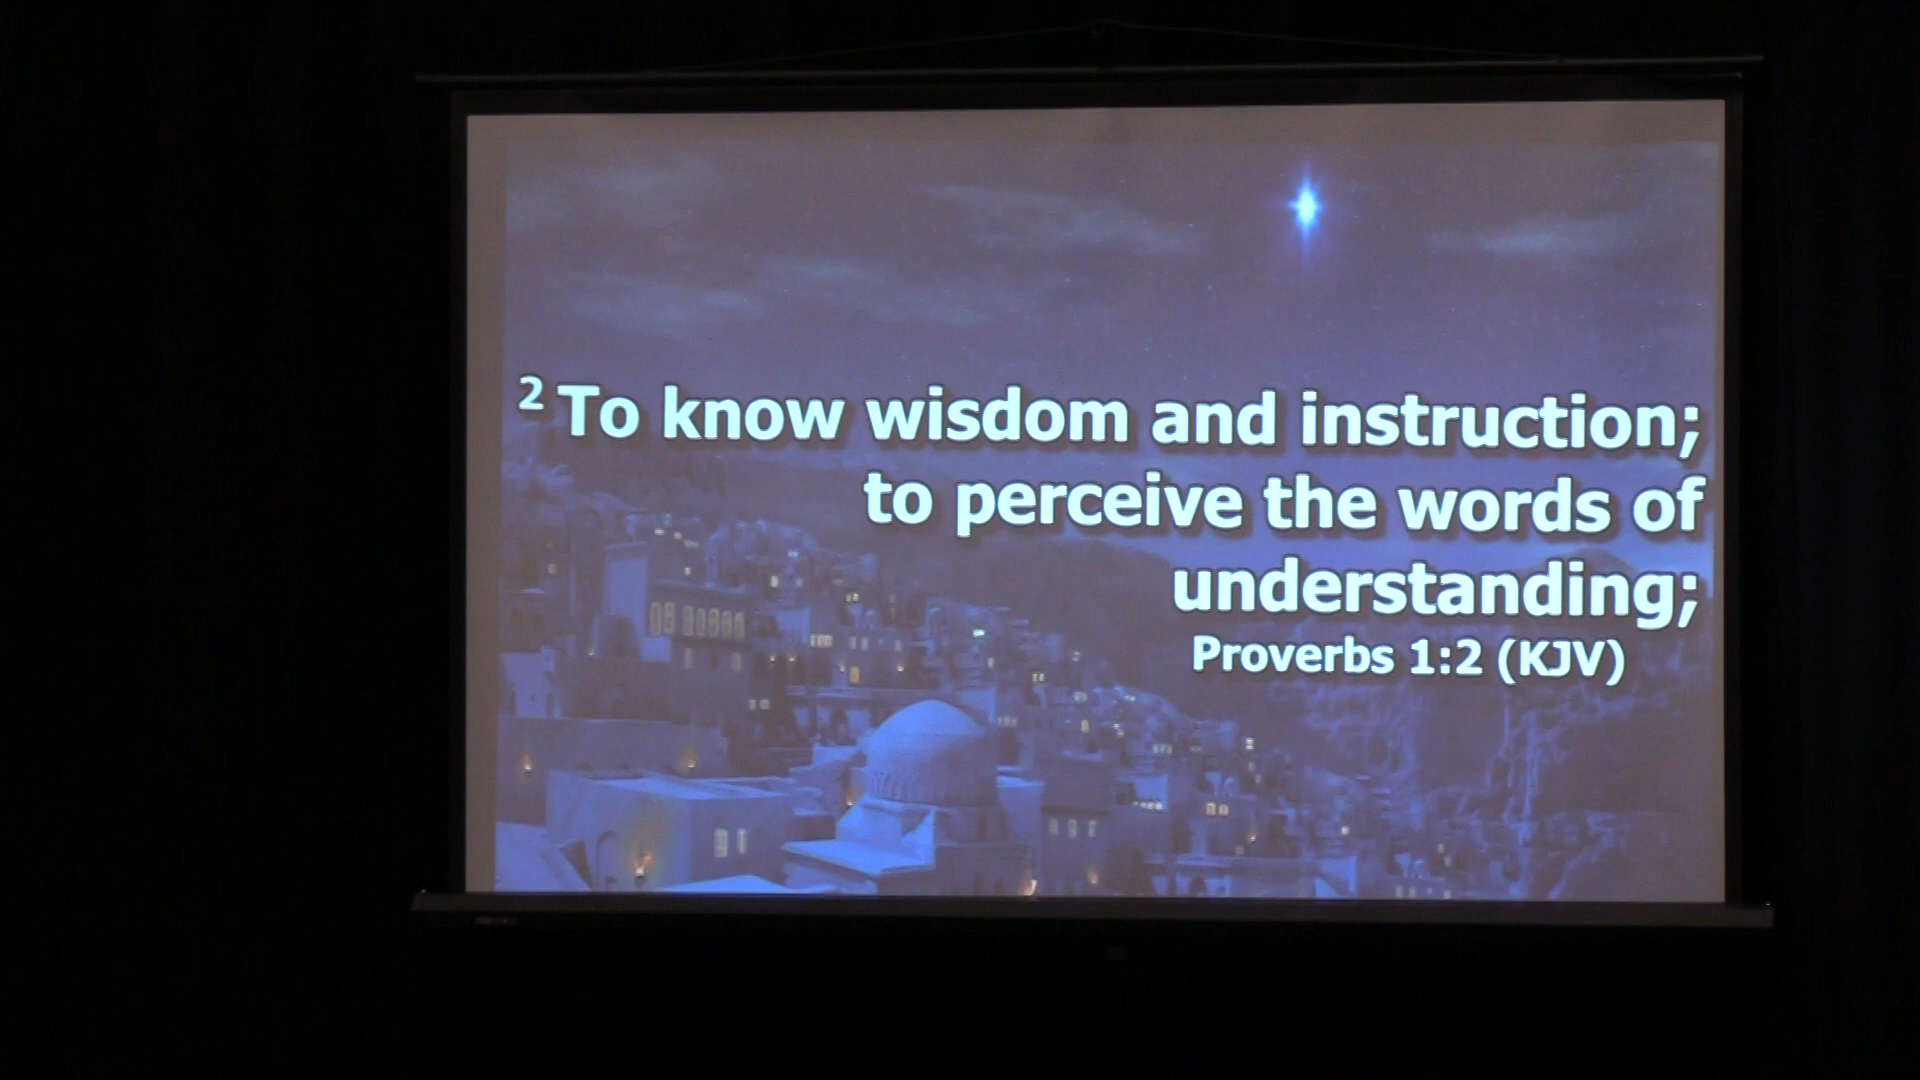 2 To know wisdom and instruction;
to perceive the words of
understanding;
Proverbs 1:2 (KJV)